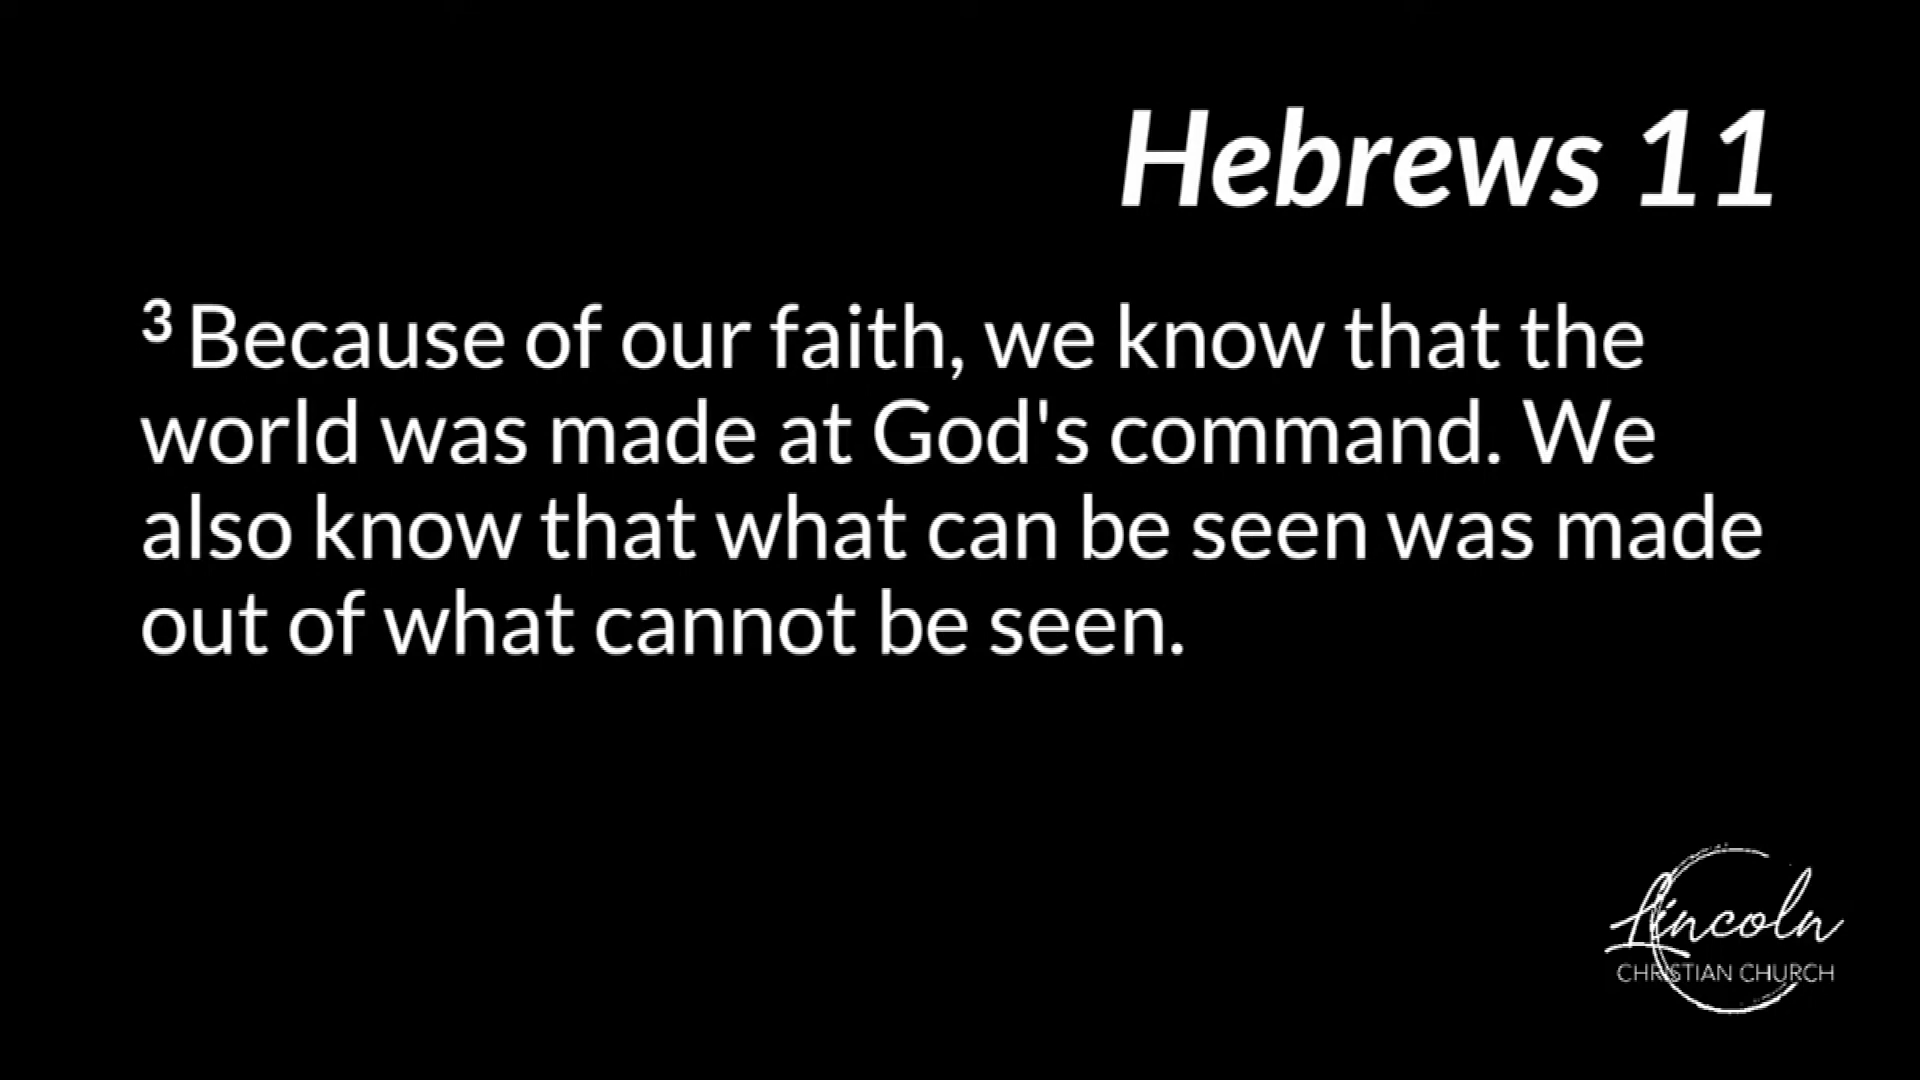 Hebrews 11
3 Because of our faith, we know that the
world was made at God's command. We
also know that what can be seen was made
out of what cannot be seen.
Lincoln
CHRISTIAN CHURCH